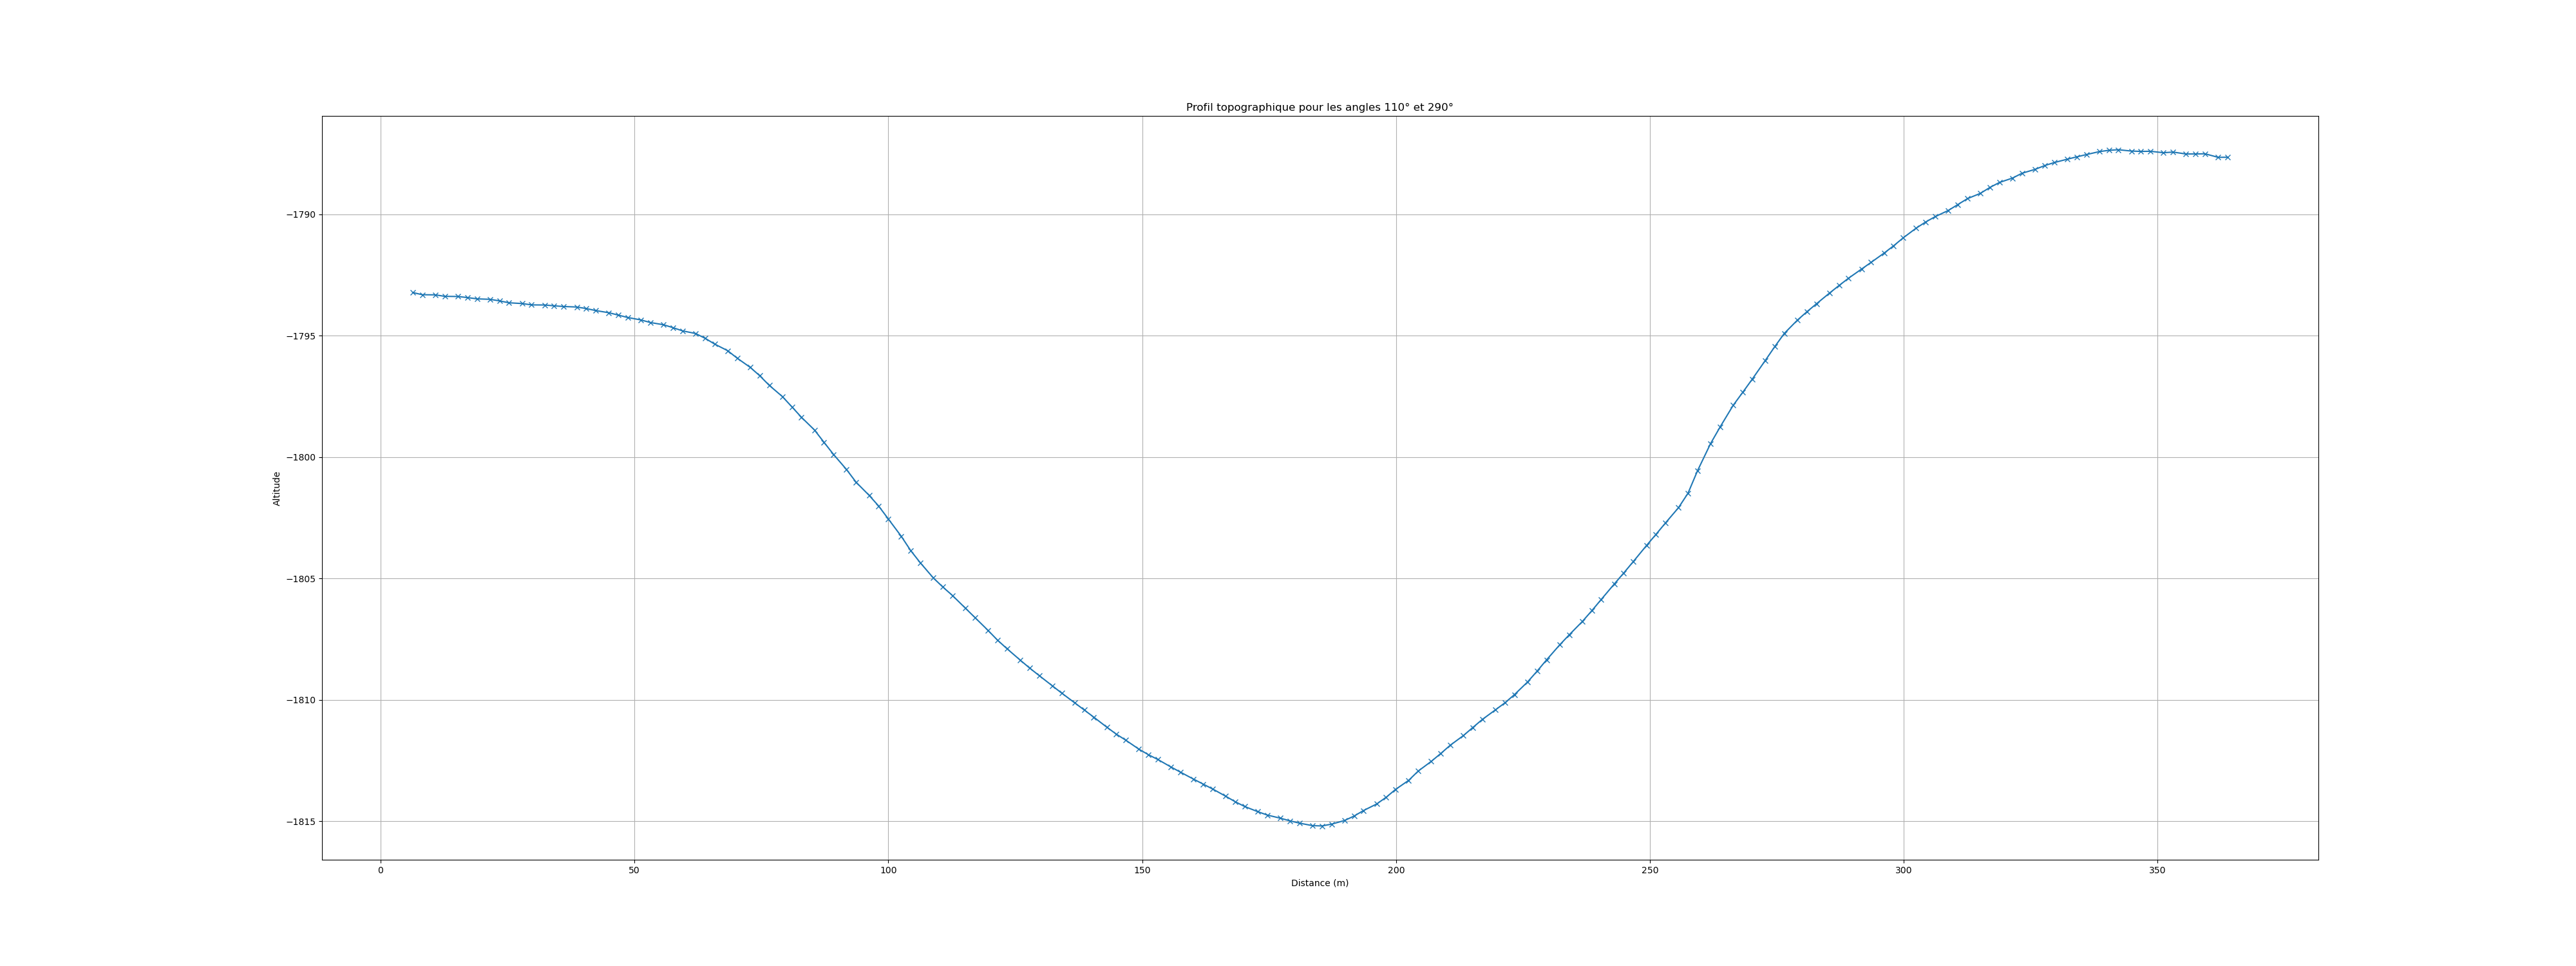 Profil topographique pour les angles 110° et 290°
Altitude
−1790
−1795
−1800
−1805
−1810
−1815
0 50 100 150 200 250 300 350
Distance (m)